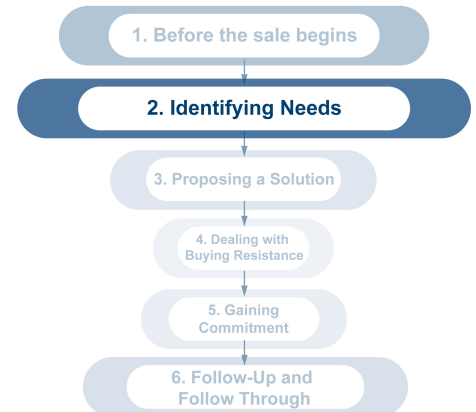 1. Before the sale begins
2. Identifying Needs
3. Proposing a Solution
4. Dealing with
Buying Resistance
5. Gaining
Commitment
6. Follow-Up and
Follow Through